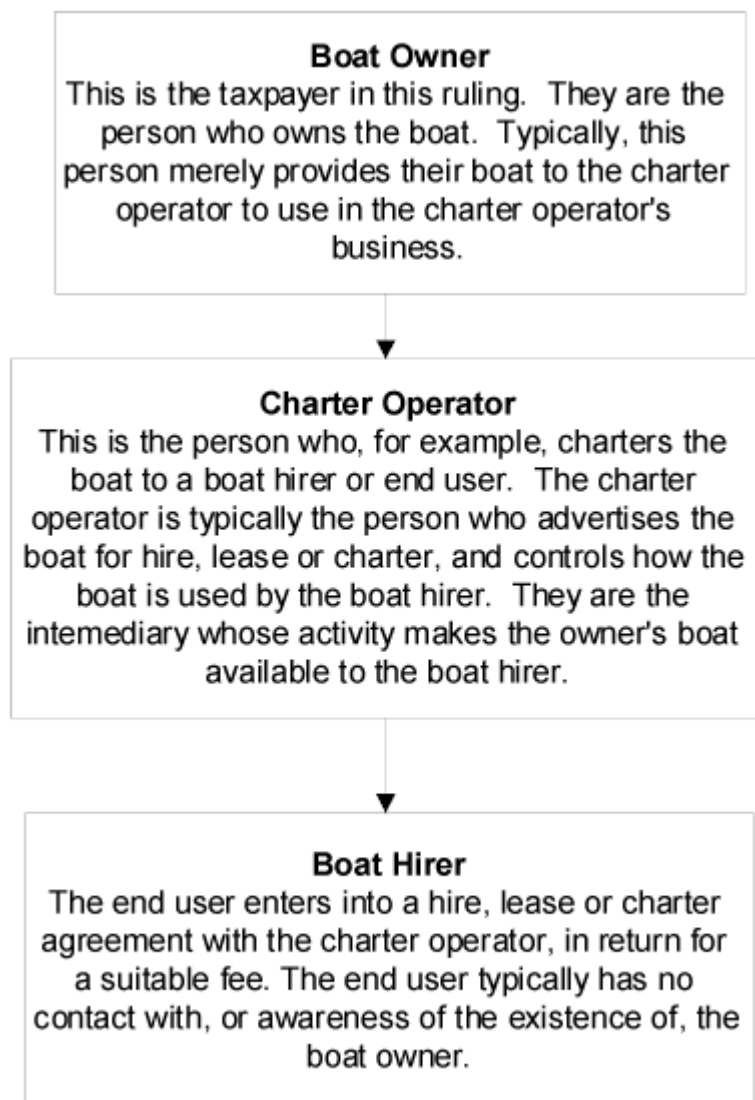 Boat Owner
This is the taxpayer in this ruling.  They are the
person who owns the boat.  Typically, this
person merely provides their boat to the charter
operator to use in the charter operator's
business.
Charter Operator
This is the person who, for example, charters the
boat to a boat hirer or end user.  The charter
operator is typically the person who advertises the
boat for hire, lease or charter, and controls how the
boat is used by the boat hirer.  They are the
intemediary whose activity makes the owner's boat
available to the boat hirer.
Boat Hirer
The end user enters into a hire, lease or charter
agreement with the charter operator, in return for
a suitable fee. The end user typically has no
contact with, or awareness of the existence of, the
boat owner.